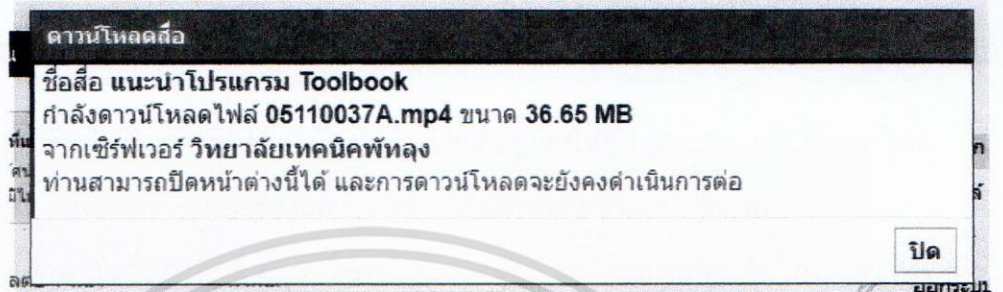 ดาวน์โหลดสื่อ
ชื่อสื่อ แนะนำโปรแกรม Toolbook
กำลังดาวน์โหลดไฟล์ 05110037A.mp4 ขนาด 36.65 MB
จากเซิร์ฟเวอร์ วิทยาลัยเทคนิคพัทลุง
ท่านสามารถปิดหน้าต่างนี้ได้ และการดาวน์โหลดจะยังคงดำเนินการต่อ
ปิด